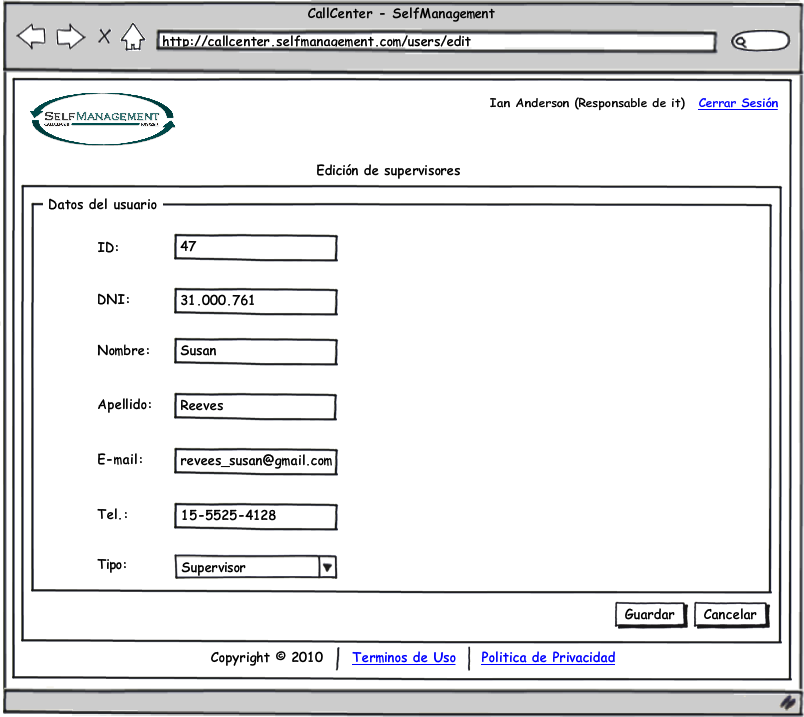 CallCenter - SelfManagement
http://callcenter.selfmanagement.com/users/edit
Ian Anderson (Responsable de it) Cerrar Sesión
SELFMANAGEMENT
Edición de supervisores
Datos del usuario
ID: 47
DNI: 31.000.761
Nombre: Susan
Apellido: Reeves
E-mail: revees_susan@gmail.com
Tel.: 15-5525-4128
Tipo: Supervisor
Guardar Cancelar
Copyright © 2010 Terminos de Uso Politica de Privacidad